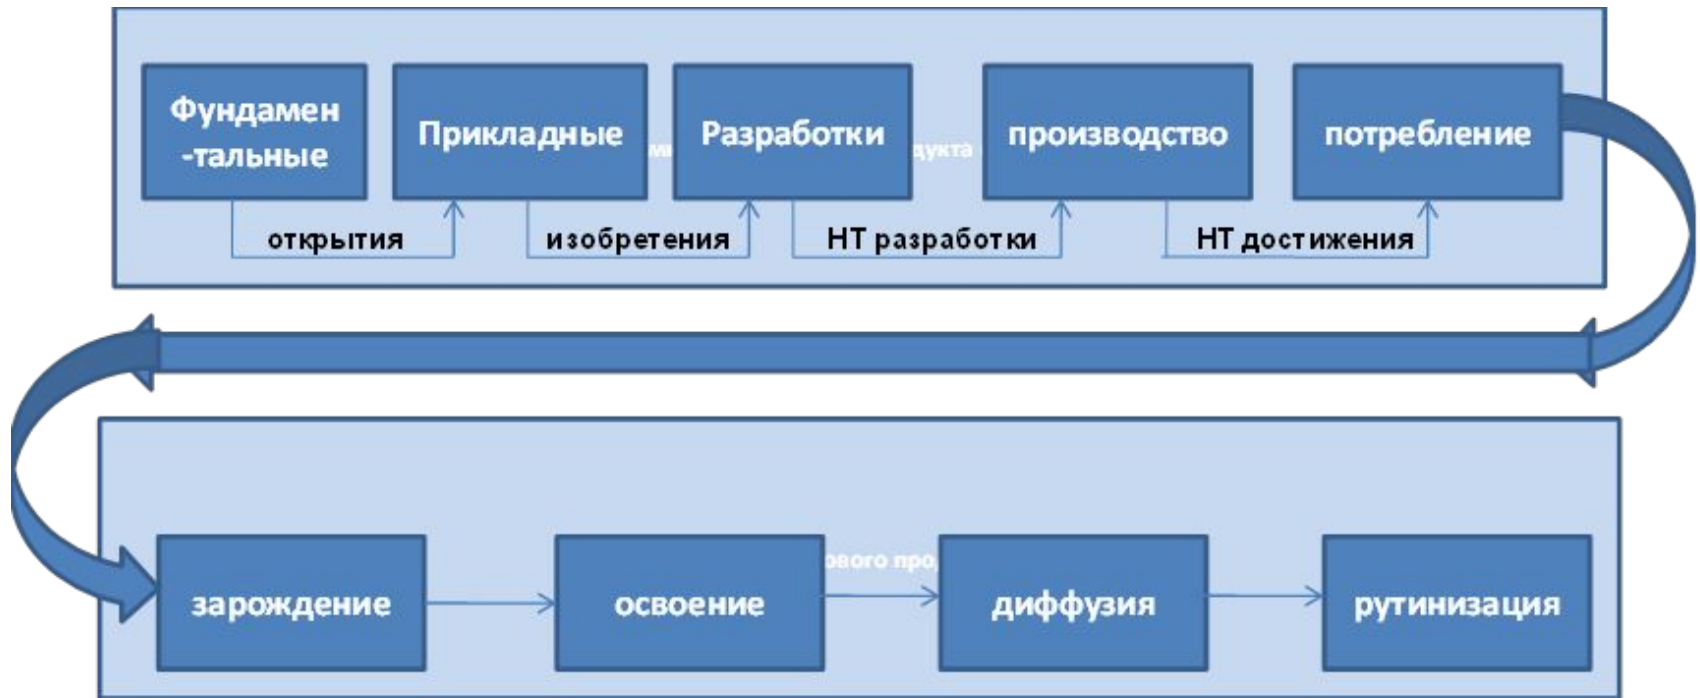 Фундамен
-тальные
Прикладные
Разработки
производство
потребление
открытия
изобретения
НТ разработки
НТ достижения
зарождение
освоение
диффузия
рутинизация